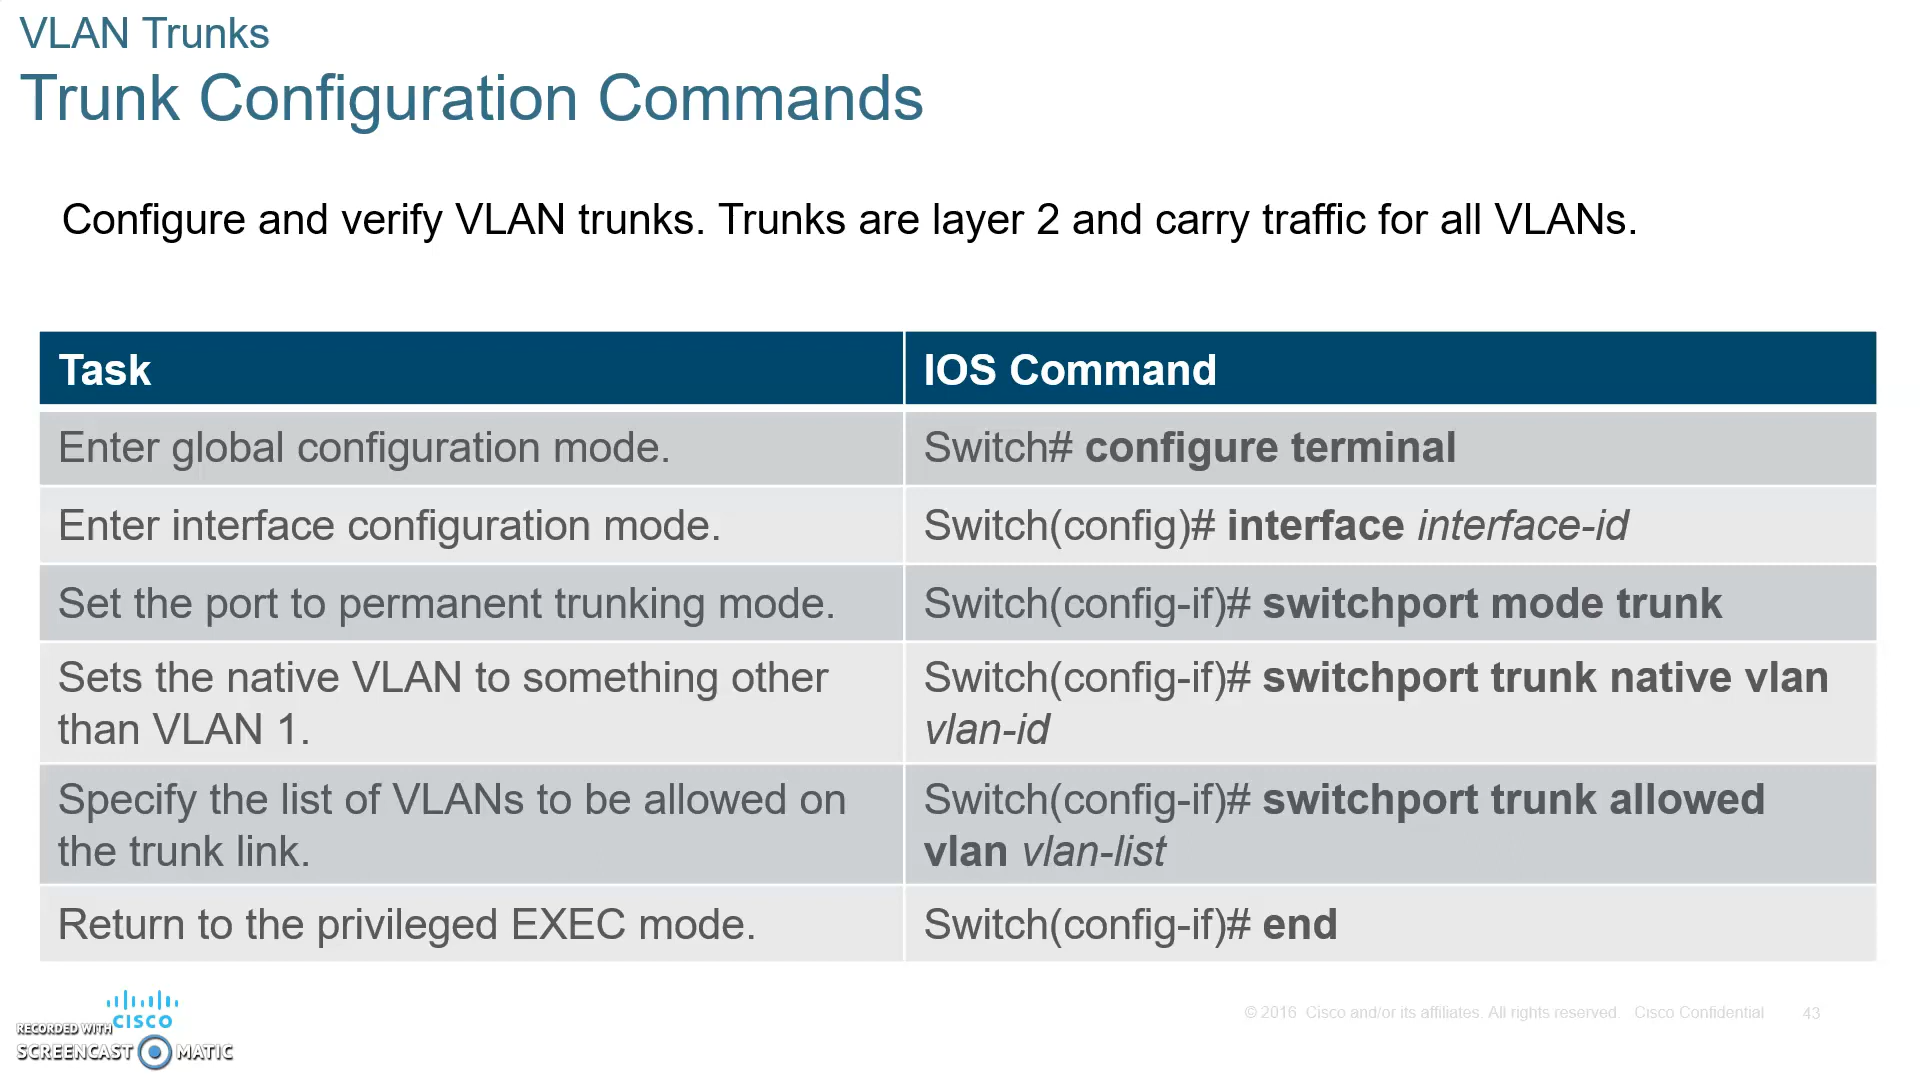 VLAN Trunks
Trunk Configuration Commands
Configure and verify VLAN trunks. Trunks are layer 2 and carry traffic for all VLANs.
Task
IOS Command
Enter global configuration mode.
Switch# configure terminal
Enter interface configuration mode.
Switch(config)# interface interface-id
Set the port to permanent trunking mode.
Switch(config-if)# switchport mode trunk
Sets the native VLAN to something other
than VLAN 1.
Switch(config-if)# switchport trunk native vlan
vlan-id
Specify the list of VLANs to be allowed on
the trunk link.
Switch(config-if)# switchport trunk allowed
vlan vlan-list
Return to the privileged EXEC mode.
Switch(config-if)# end
CISCO
RECORDED WITH
SCREENCAST MATIC
© 2016 Cisco and/or its affiliates. All rights reserved. Cisco Confidential
43